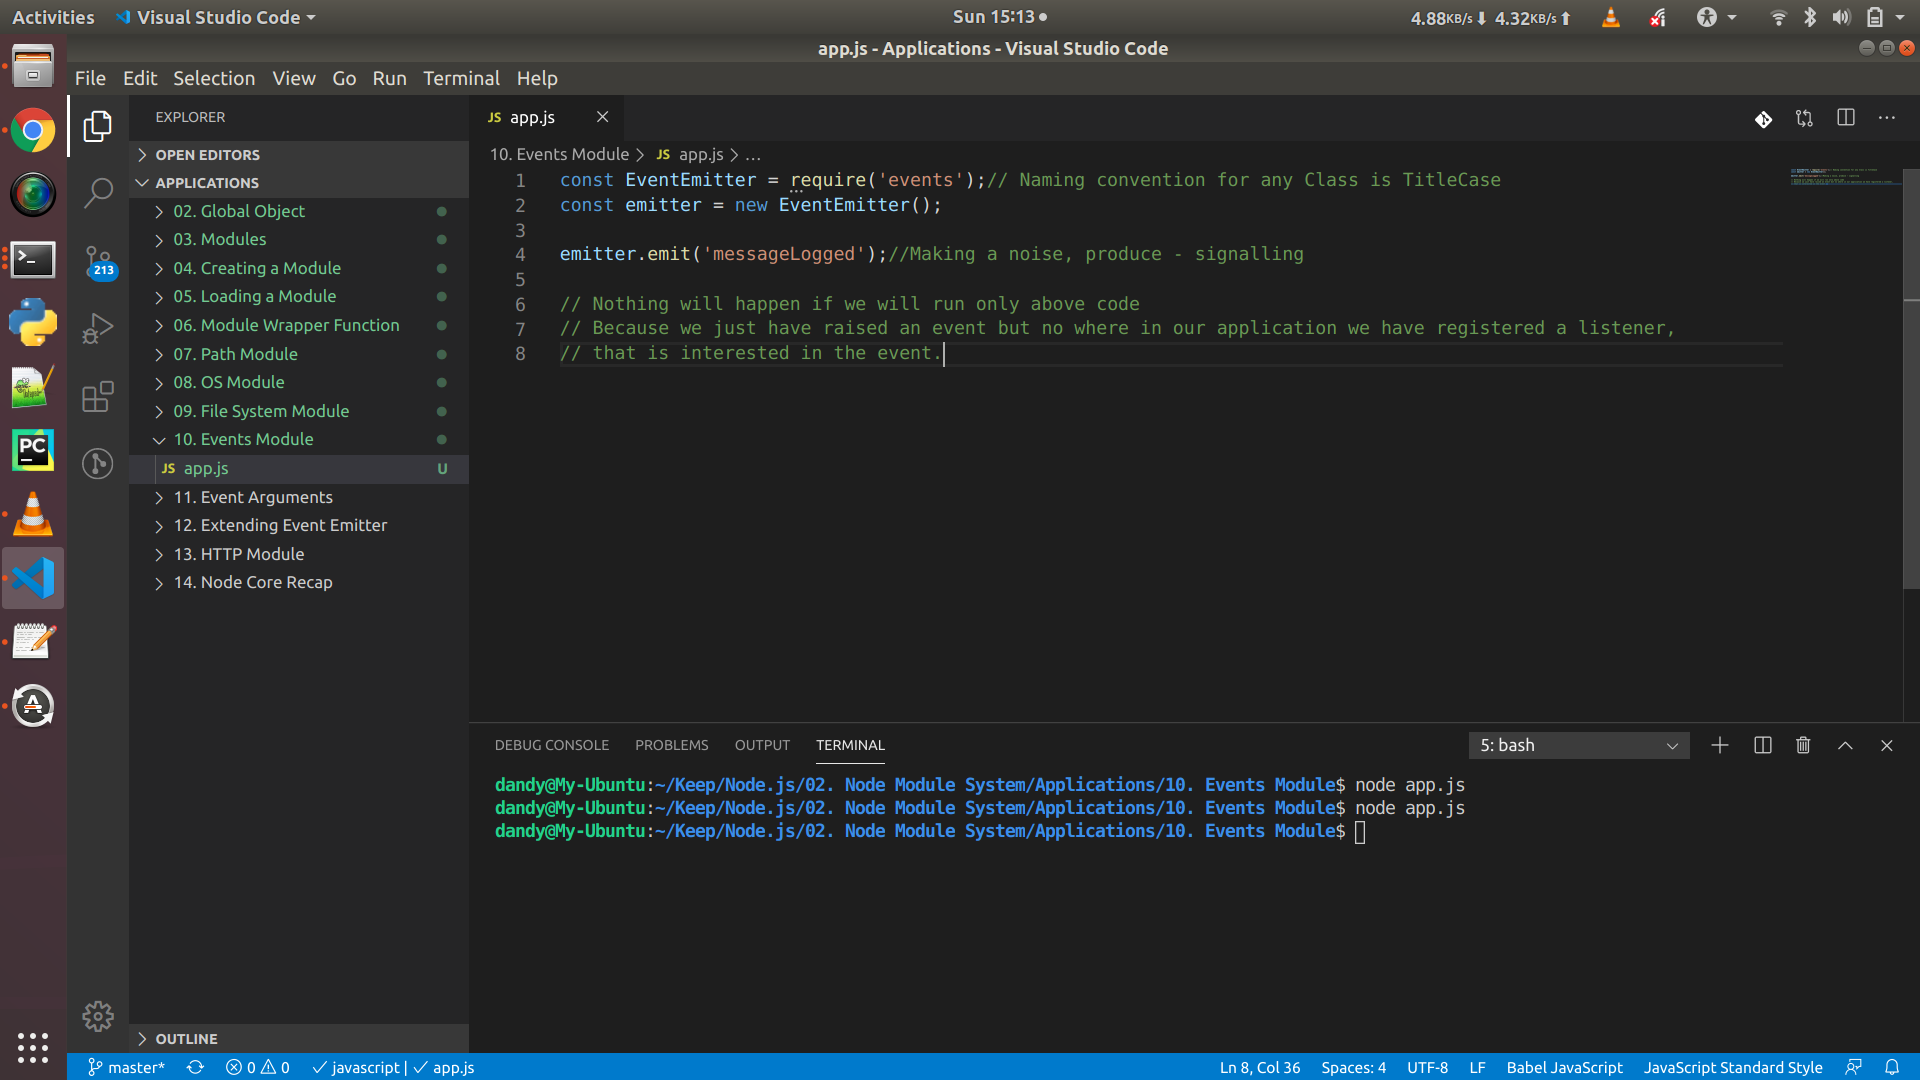 Activities
Visual Studio Code
Sun 15:13
4.88KB/s 4.32KB/s
app.js - Applications - Visual Studio Code
File Edit Selection View Go Run Terminal Help
EXPLORER
OPEN EDITORS
APPLICATIONS
02. Global Object
03. Modules
04. Creating a Module
05. Loading a Module
06. Module Wrapper Function
07. Path Module
08. OS Module
09. File System Module
10. Events Module
JS app.js U
11. Event Arguments
12. Extending Event Emitter
13. HTTP Module
14. Node Core Recap
OUTLINE
213
PC
JS app.js
10. Events Module > JS app.js > ...
1 const EventEmitter = require('events');// Naming convention for any Class is TitleCase
2 const emitter = new EventEmitter();
3
4 emitter.emit('messageLogged');//Making a noise, produce - signalling
5
6 // Nothing will happen if we will run only above code
7 // Because we just have raised an event but no where in our application we have registered a listener,
8 // that is interested in the event.
DEBUG CONSOLE PROBLEMS OUTPUT TERMINAL
5: bash
dandy@My-Ubuntu:~/Keep/Node.js/02. Node Module System/Applications/10. Events Module$ node app.js
dandy@My-Ubuntu:~/Keep/Node.js/02. Node Module System/Applications/10. Events Module$ node app.js
dandy@My-Ubuntu:~/Keep/Node.js/02. Node Module System/Applications/10. Events Module$
master* 0 0 javascript | app.js
Ln 8, Col 36 Spaces: 4 UTF-8 LF Babel JavaScript JavaScript Standard Style